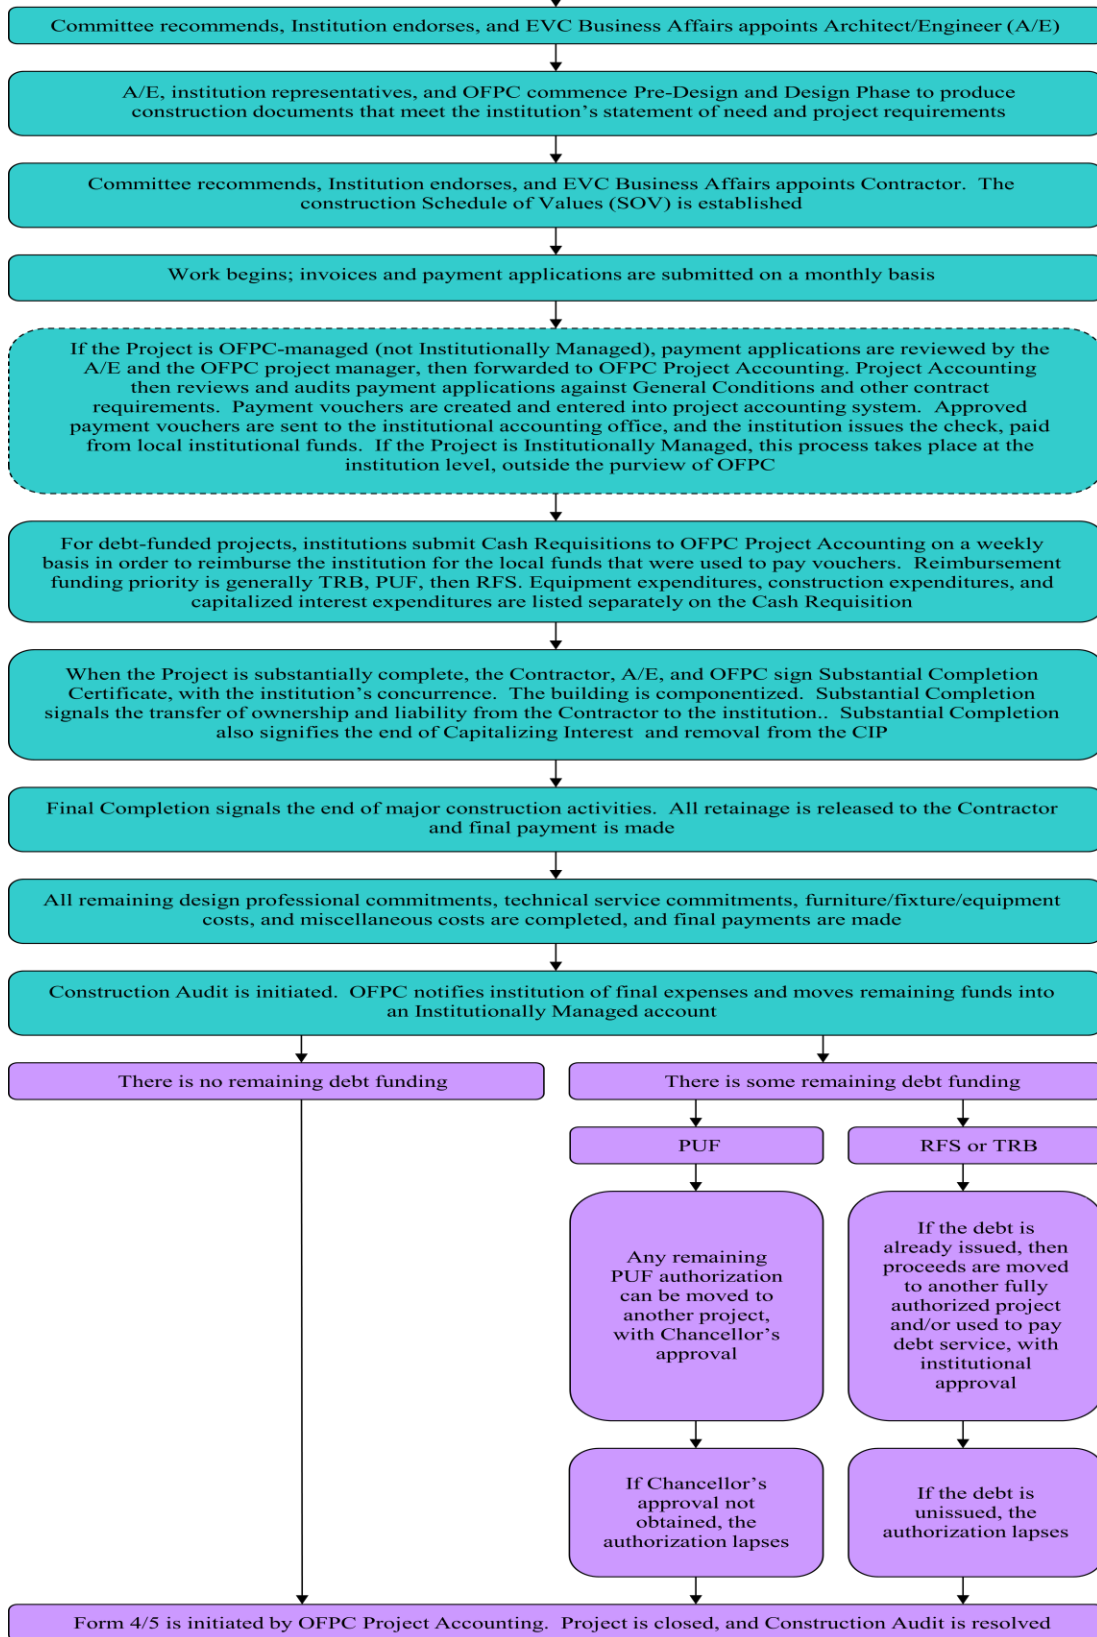 Committee recommends, Institution endorses, and EVC Business Affairs appoints Architect/Engineer (A/E)
A/E, institution representatives, and OFPC commence Pre-Design and Design Phase to produce
construction documents that meet the institution's statement of need and project requirements
Committee recommends, Institution endorses, and EVC Business Affairs appoints Contractor.  The
construction Schedule of Values (SOV) is established
Work begins; invoices and payment applications are submitted on a monthly basis
If the Project is OFPC-managed (not Institutionally Managed), payment applications are reviewed by the
A/E and the OFPC project manager, then forwarded to OFPC Project Accounting. Project Accounting
then reviews and audits payment applications against General Conditions and other contract
requirements.  Payment vouchers are created and entered into project accounting system.  Approved
payment vouchers are sent to the institutional accounting office, and the institution issues the check, paid
from local institutional funds.  If the Project is Institutionally Managed, this process takes place at the
institution level, outside the purview of OFPC
For debt-funded projects, institutions submit Cash Requisitions to OFPC Project Accounting on a weekly
basis in order to reimburse the institution for the local funds that were used to pay vouchers.  Reimbursement
funding priority is generally TRB, PUF, then RFS. Equipment expenditures, construction expenditures, and
capitalized interest expenditures are listed separately on the Cash Requisition
When the Project is substantially complete, the Contractor, A/E, and OFPC sign Substantial Completion
Certificate, with the institution's concurrence.  The building is componentized.  Substantial Completion
signals the transfer of ownership and liability from the Contractor to the institution..  Substantial Completion
also signifies the end of Capitalizing Interest  and removal from the CIP
Final Completion signals the end of major construction activities.  All retainage is released to the Contractor
and final payment is made
All remaining design professional commitments, technical service commitments, furniture/fixture/equipment
costs, and miscellaneous costs are completed, and final payments are made
Construction Audit is initiated.  OFPC notifies institution of final expenses and moves remaining funds into
an Institutionally Managed account
There is no remaining debt funding
There is some remaining debt funding
PUF
RFS or TRB
Any remaining
PUF authorization
can be moved to
another project,
with Chancellor's
approval
If the debt is
already issued, then
proceeds are moved
to another fully
authorized project
and/or used to pay
debt service, with
institutional
approval
If Chancellor's
approval not
obtained, the
authorization lapses
If the debt is
unissued, the
authorization lapses
Form 4/5 is initiated by OFPC Project Accounting.  Project is closed, and Construction Audit is resolved